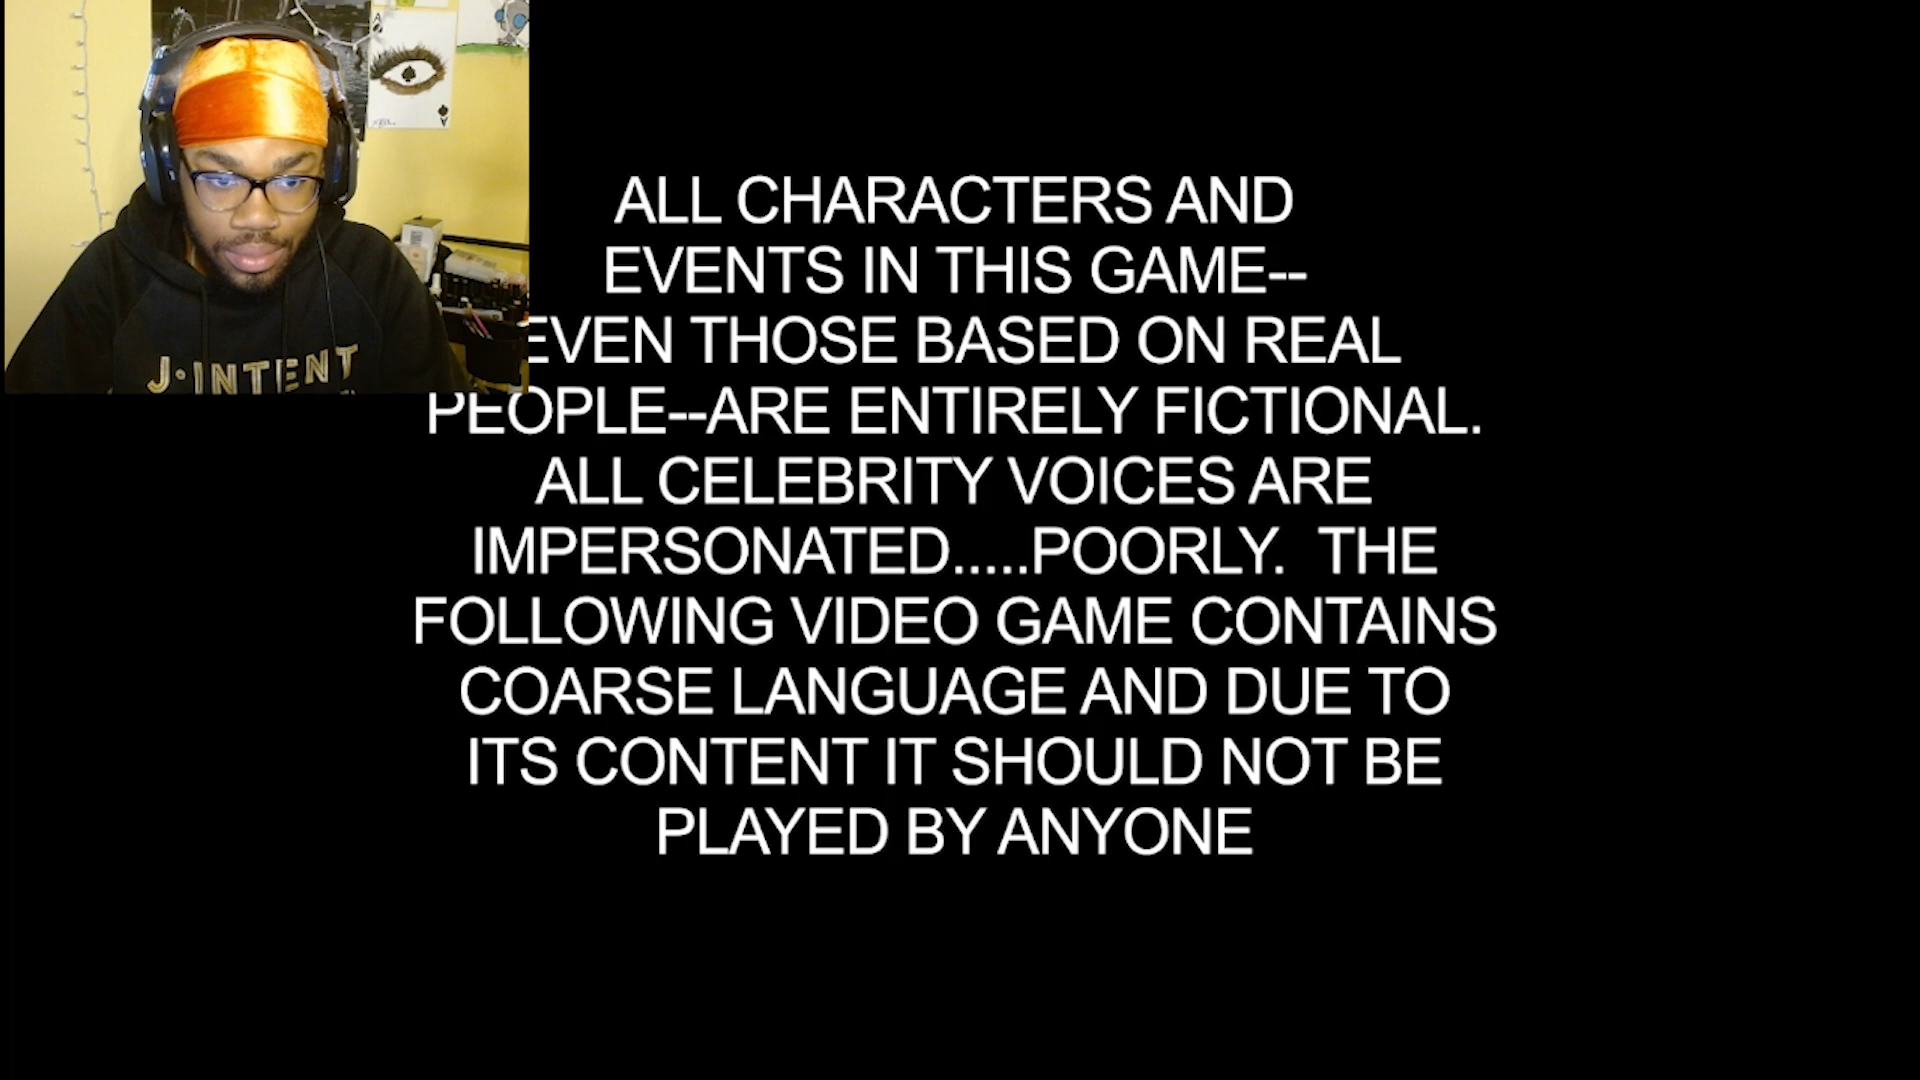 J·INTENT
ALL CHARACTERS AND
EVENTS IN THIS GAME--
EVEN THOSE BASED ON REAL
PEOPLE--ARE ENTIRELY FICTIONAL.
ALL CELEBRITY VOICES ARE
IMPERSONATED.....POORLY. THE
FOLLOWING VIDEO GAME CONTAINS
COARSE LANGUAGE AND DUE TO
ITS CONTENT IT SHOULD NOT BE
PLAYED BY ANYONE
A
A